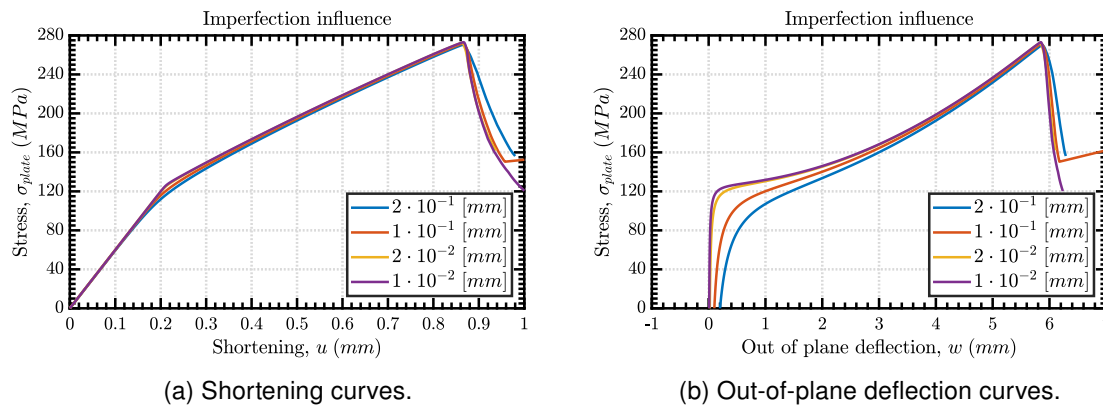 Imperfection influence
280
240
200
160
120
80
40
0
Stress, σ_plate (MPa)
2 · 10⁻¹ [mm]
1 · 10⁻¹ [mm]
2 · 10⁻² [mm]
1 · 10⁻² [mm]
0 0.1 0.2 0.3 0.4 0.5 0.6 0.7 0.8 0.9 1
Shortening, u (mm)
(a) Shortening curves.
Imperfection influence
280
240
200
160
120
80
40
0
Stress, σ_plate (MPa)
2 · 10⁻¹ [mm]
1 · 10⁻¹ [mm]
2 · 10⁻² [mm]
1 · 10⁻² [mm]
-1 0 1 2 3 4 5 6
Out of plane deflection, w (mm)
(b) Out-of-plane deflection curves.